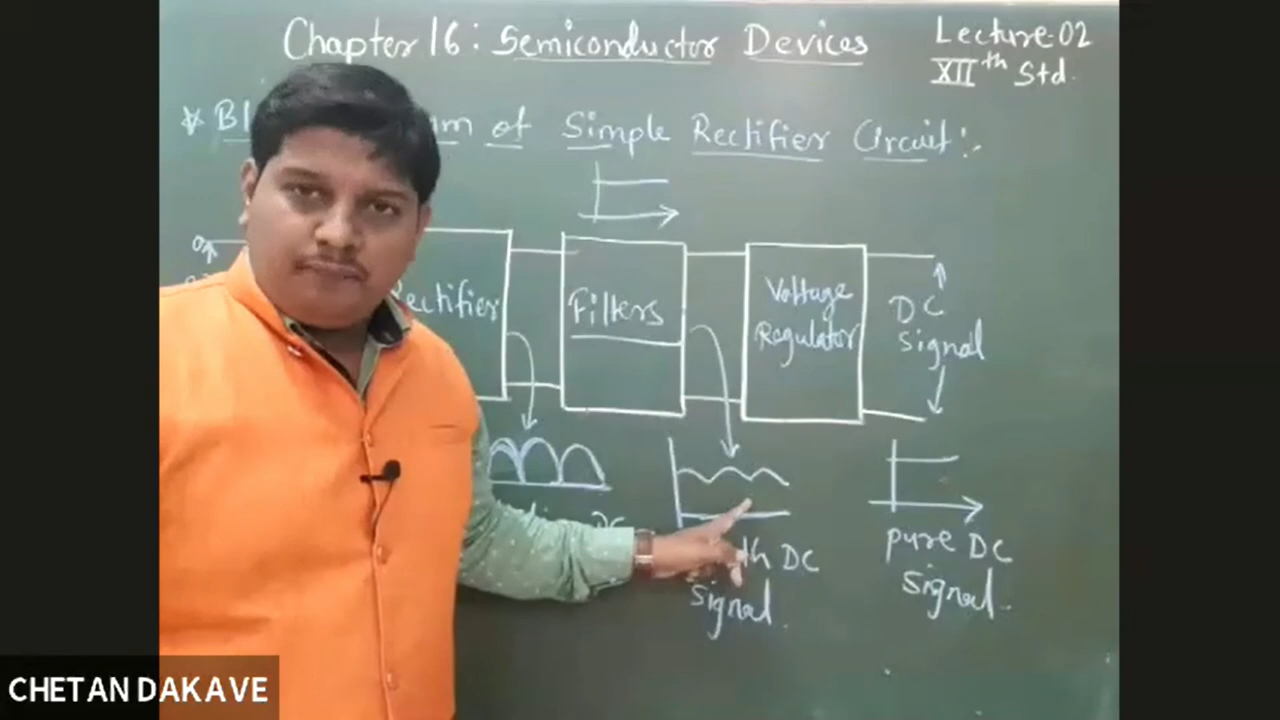 Chapter 16: Semiconductor Devices
Lecture-02
XIIth Std.
of Simple Rectifier Circuit:-
Filters
Voltage
Regulator
DC
Signal
DC
signal.
pure DC
signal.
CHETAN DAKAVE